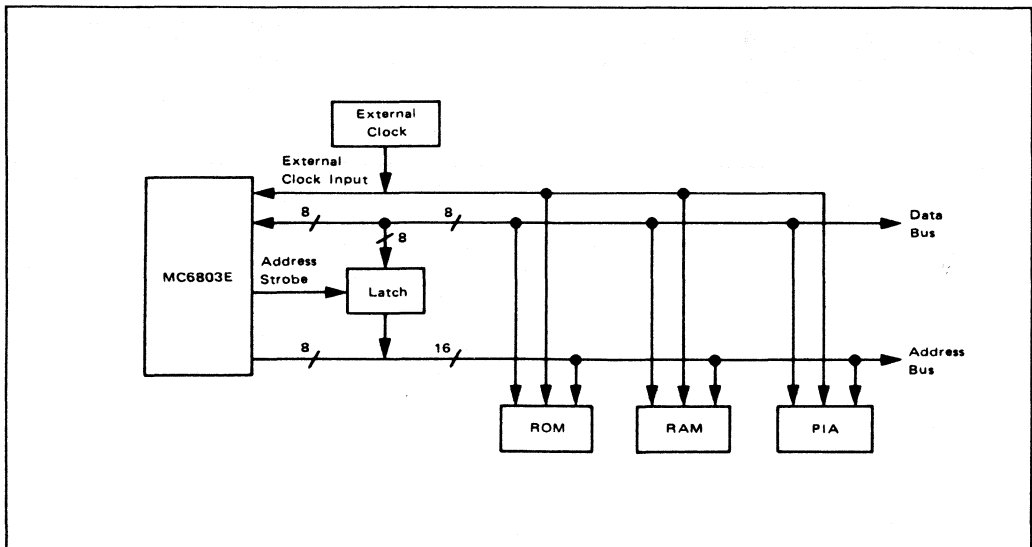 External
Clock
External
Clock Input
8
8
Data
Bus
8
MC6803E
Address
Strobe
Latch
8
16
Address
Bus
ROM
RAM
PIA